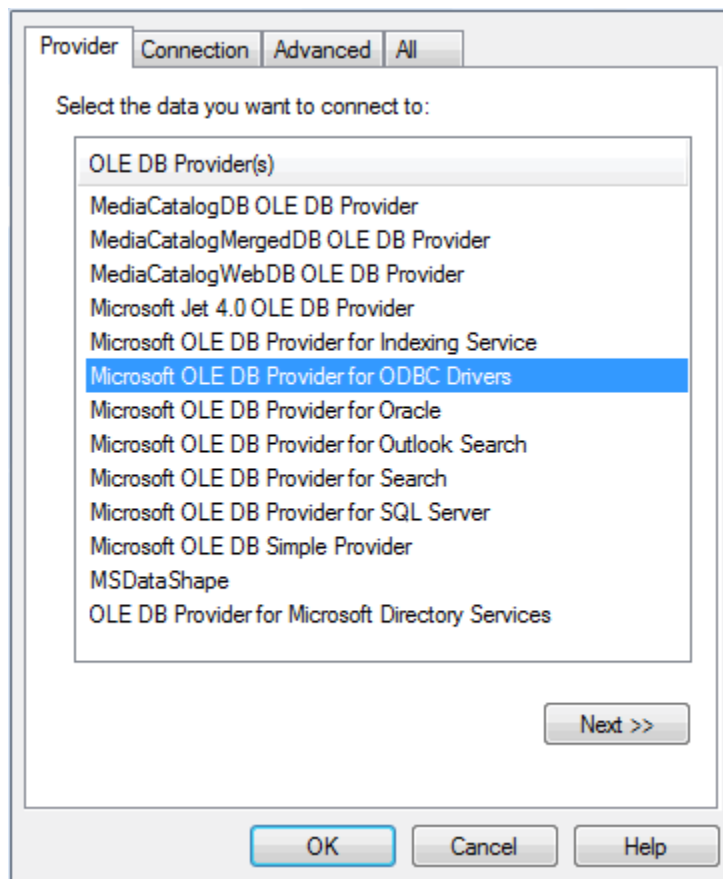 Provider Connection Advanced All
Select the data you want to connect to:
OLE DB Provider(s)
MediaCatalogDB OLE DB Provider
MediaCatalogMergedDB OLE DB Provider
MediaCatalogWebDB OLE DB Provider
Microsoft Jet 4.0 OLE DB Provider
Microsoft OLE DB Provider for Indexing Service
Microsoft OLE DB Provider for ODBC Drivers
Microsoft OLE DB Provider for Oracle
Microsoft OLE DB Provider for Outlook Search
Microsoft OLE DB Provider for Search
Microsoft OLE DB Provider for SQL Server
Microsoft OLE DB Simple Provider
MSDataShape
OLE DB Provider for Microsoft Directory Services
Next >>
OK Cancel Help